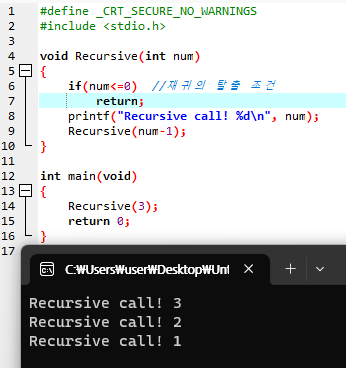 1 #define _CRT_SECURE_NO_WARNINGS
2 #include <stdio.h>
3
4 void Recursive(int num)
5 {
6 if(num<=0) //재귀의 탈출 조건
7 return;
8 printf("Recursive call! %d\n", num);
9 Recursive(num-1);
10 }
11
12 int main(void)
13 {
14 Recursive(3);
15 return 0;
16 }
17
C:₩Users₩user₩Desktop₩Unt
Recursive call! 3
Recursive call! 2
Recursive call! 1